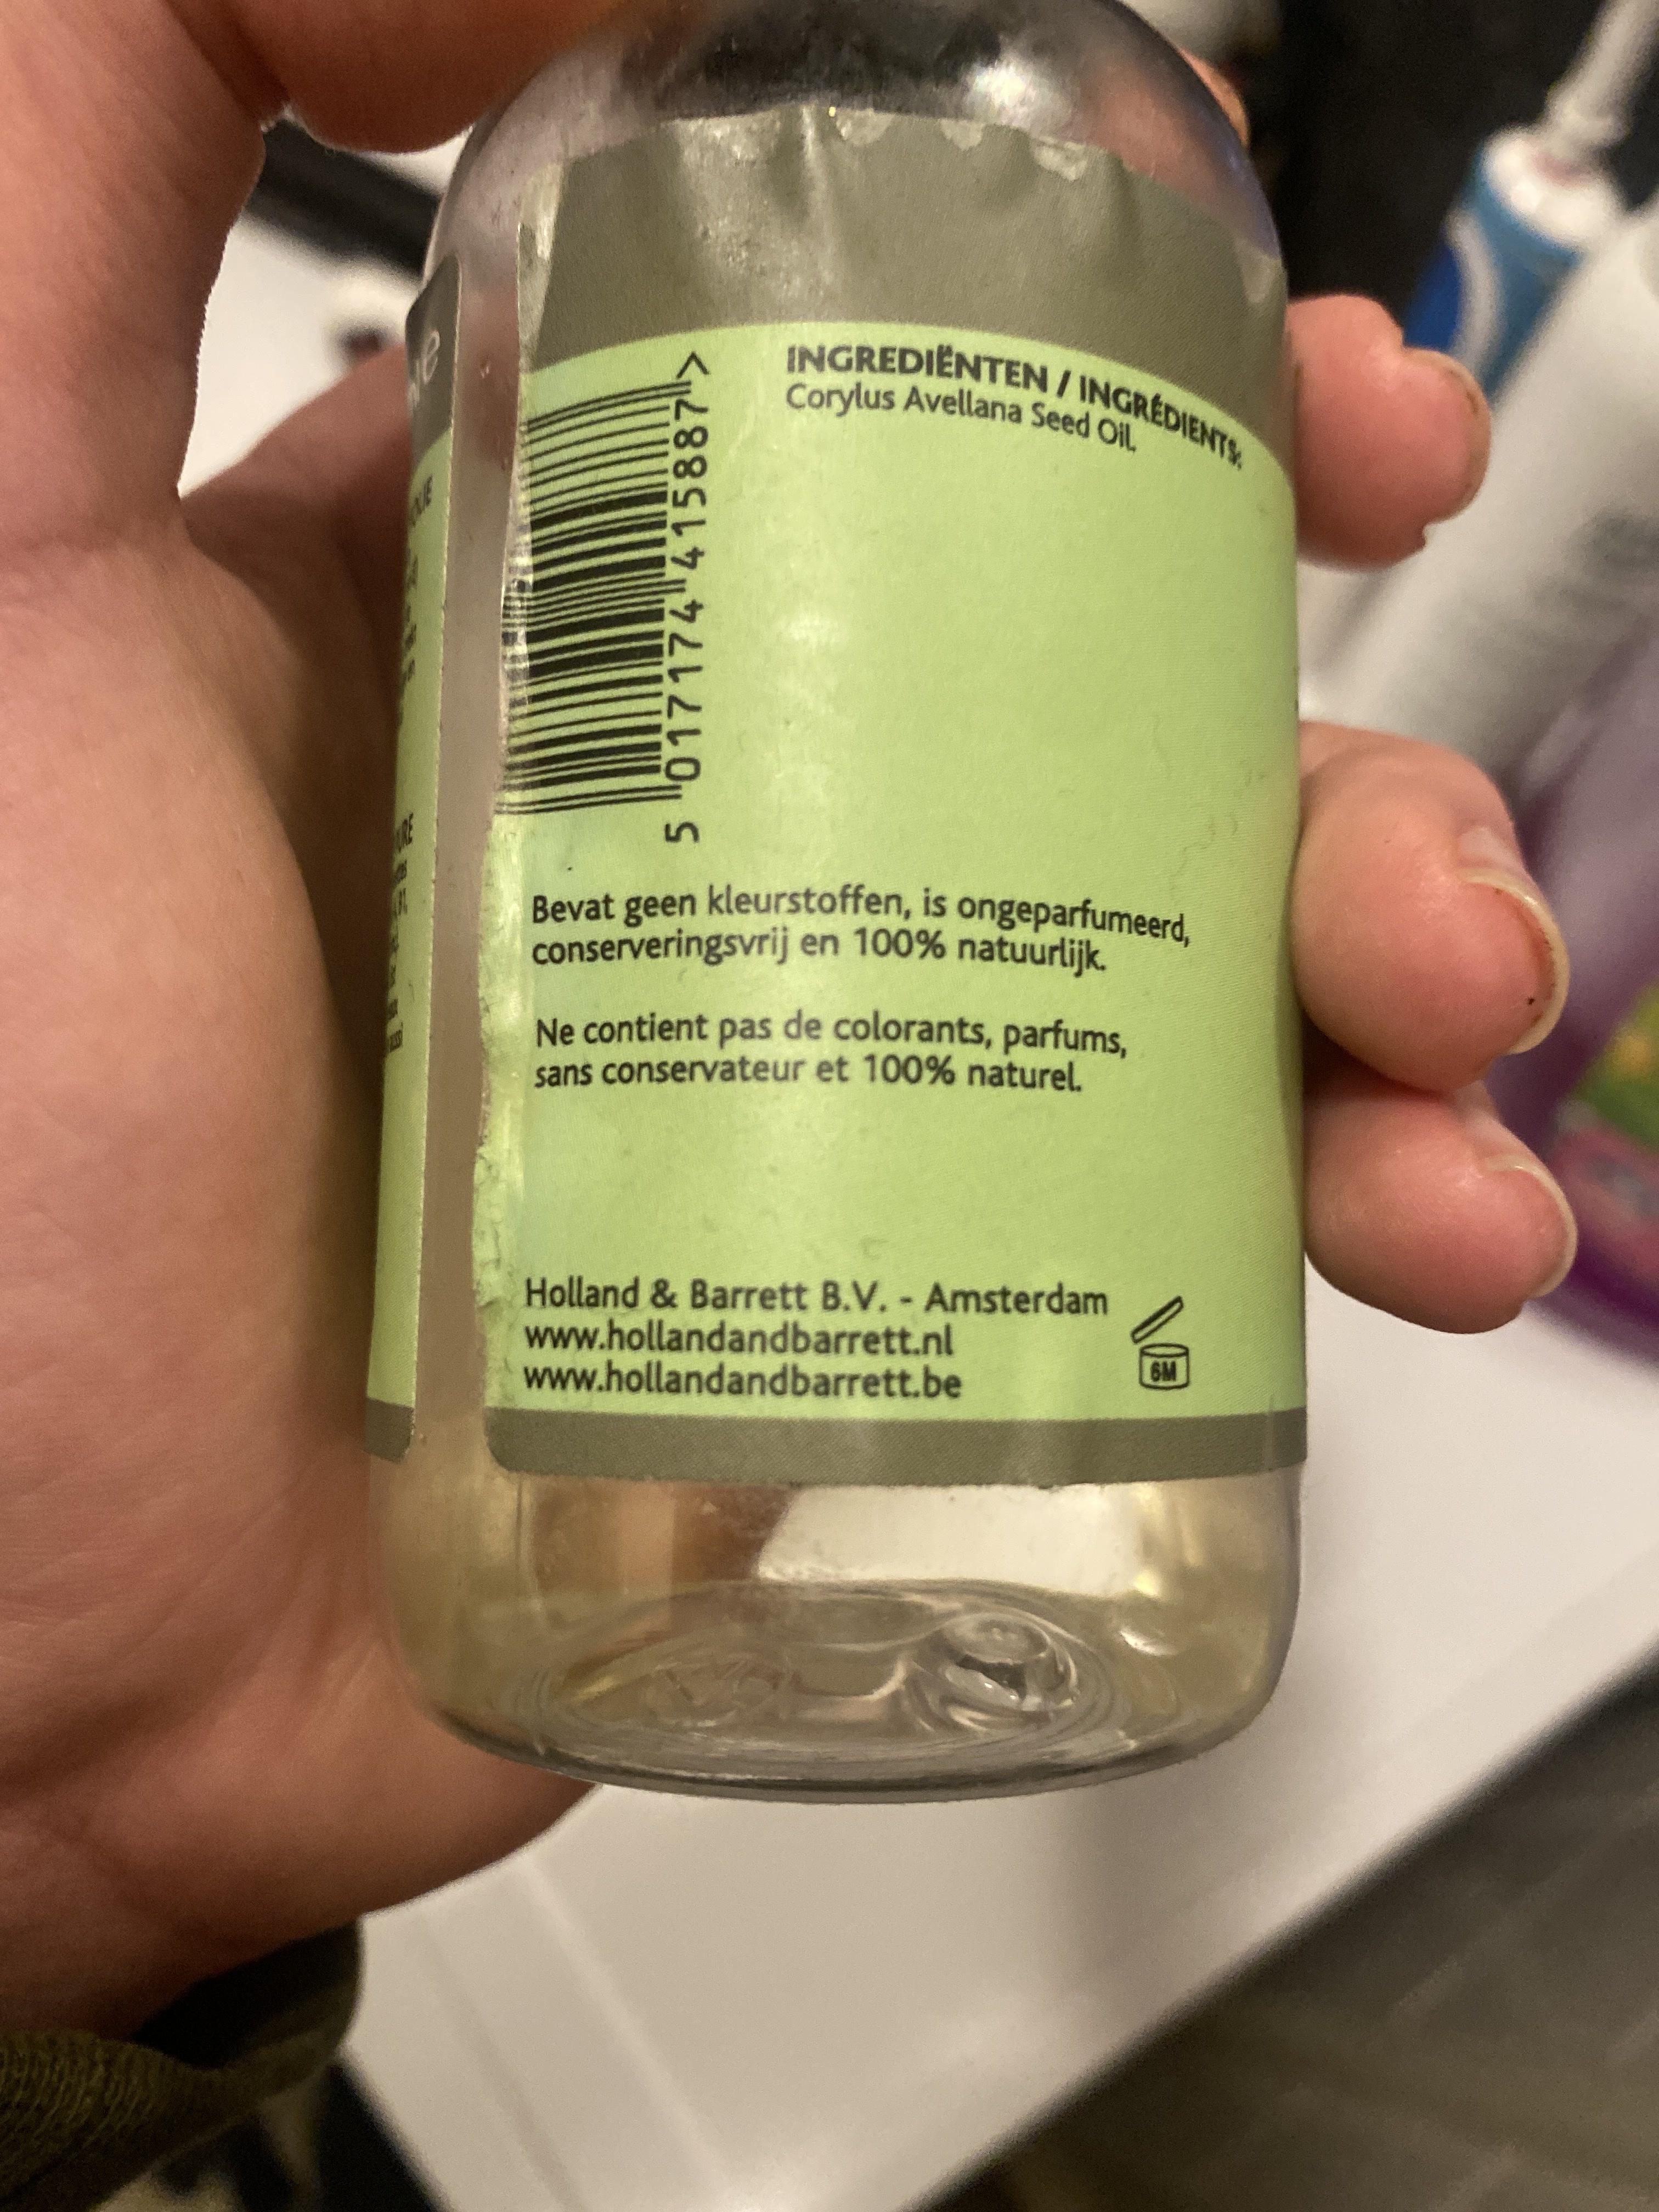 INGREDIËNTEN / INGRÉDIENTS:
Corylus Avellana Seed Oil.
5 017174 415887 >
Bevat geen kleurstoffen, is ongeparfumeerd,
conserveringsvrij en 100% natuurlijk.
Ne contient pas de colorants, parfums,
sans conservateur et 100% naturel.
Holland & Barrett B.V. - Amsterdam
www.hollandandbarrett.nl
www.hollandandbarrett.be
6M